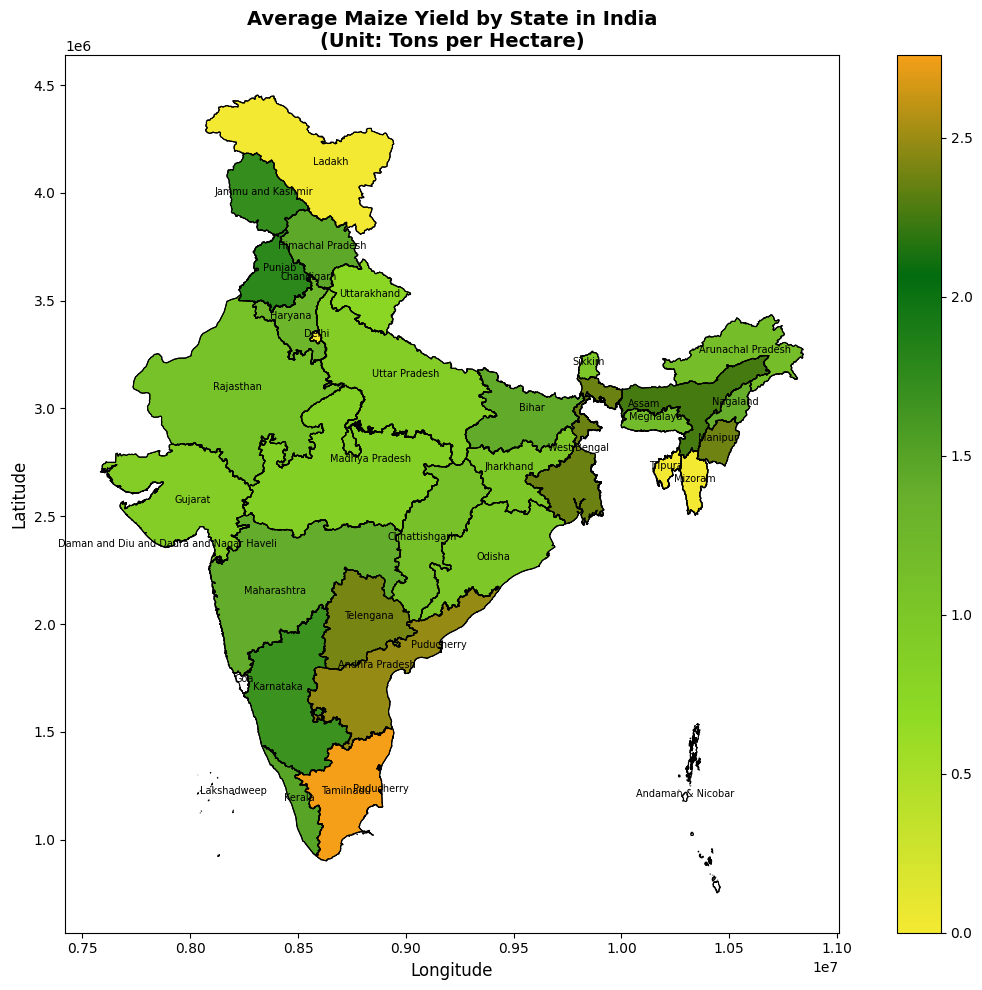 Average Maize Yield by State in India
(Unit: Tons per Hectare)
1e6
4.5
4.0
3.5
3.0
2.5
2.0
1.5
1.0
Latitude
Ladakh
Jammu and Kashmir
Himachal Pradesh
Punjab
Chandigarh
Uttarakhand
Haryana
Delhi
Arunachal Pradesh
Sikkim
Uttar Pradesh
Rajasthan
Bihar
Assam
Nagaland
Meghalaya
Manipur
West Bengal
Madhya Pradesh
Jharkhand
Tripura
Mizoram
Gujarat
Chhattishgarh
Daman and Diu and Dadra and Nagar Haveli
Odisha
Maharashtra
Telengana
Puducherry
Andhra Pradesh
Goa
Karnataka
Lakshadweep
Kerala
Tamilnadu
Puducherry
Andaman & Nicobar
0.75
0.80
0.85
0.90
0.95
1.00
1.05
1.10
1e7
Longitude
2.5
2.0
1.5
1.0
0.5
0.0